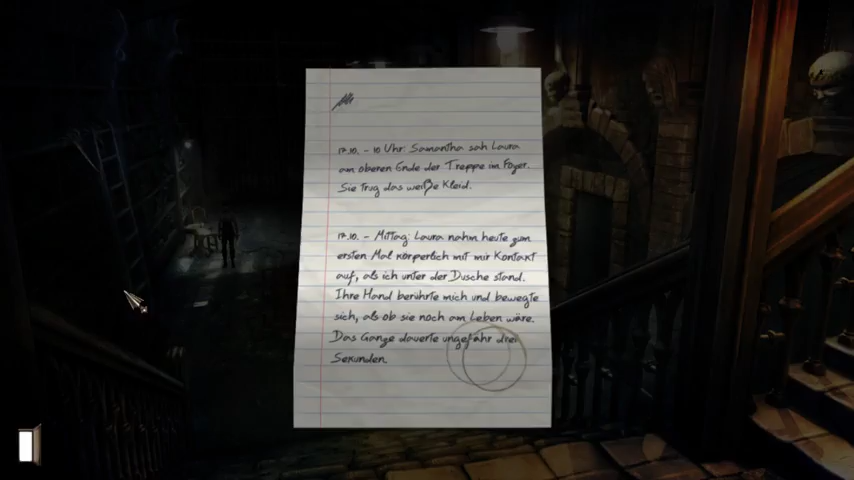 17.10. - 10 Uhr: Samantha sah Laura
am oberen Ende der Treppe im Foyer.
Sie trug das weiße Kleid.
17.10. - Mittag: Laura nahm heute zum
ersten Mal körperlich mit mir Kontakt
auf, als ich unter der Dusche stand.
Ihre Hand berührte mich und bewegte
sich, als ob sie noch am Leben wäre.
Das Ganze dauerte ungefähr drei
Sekunden.